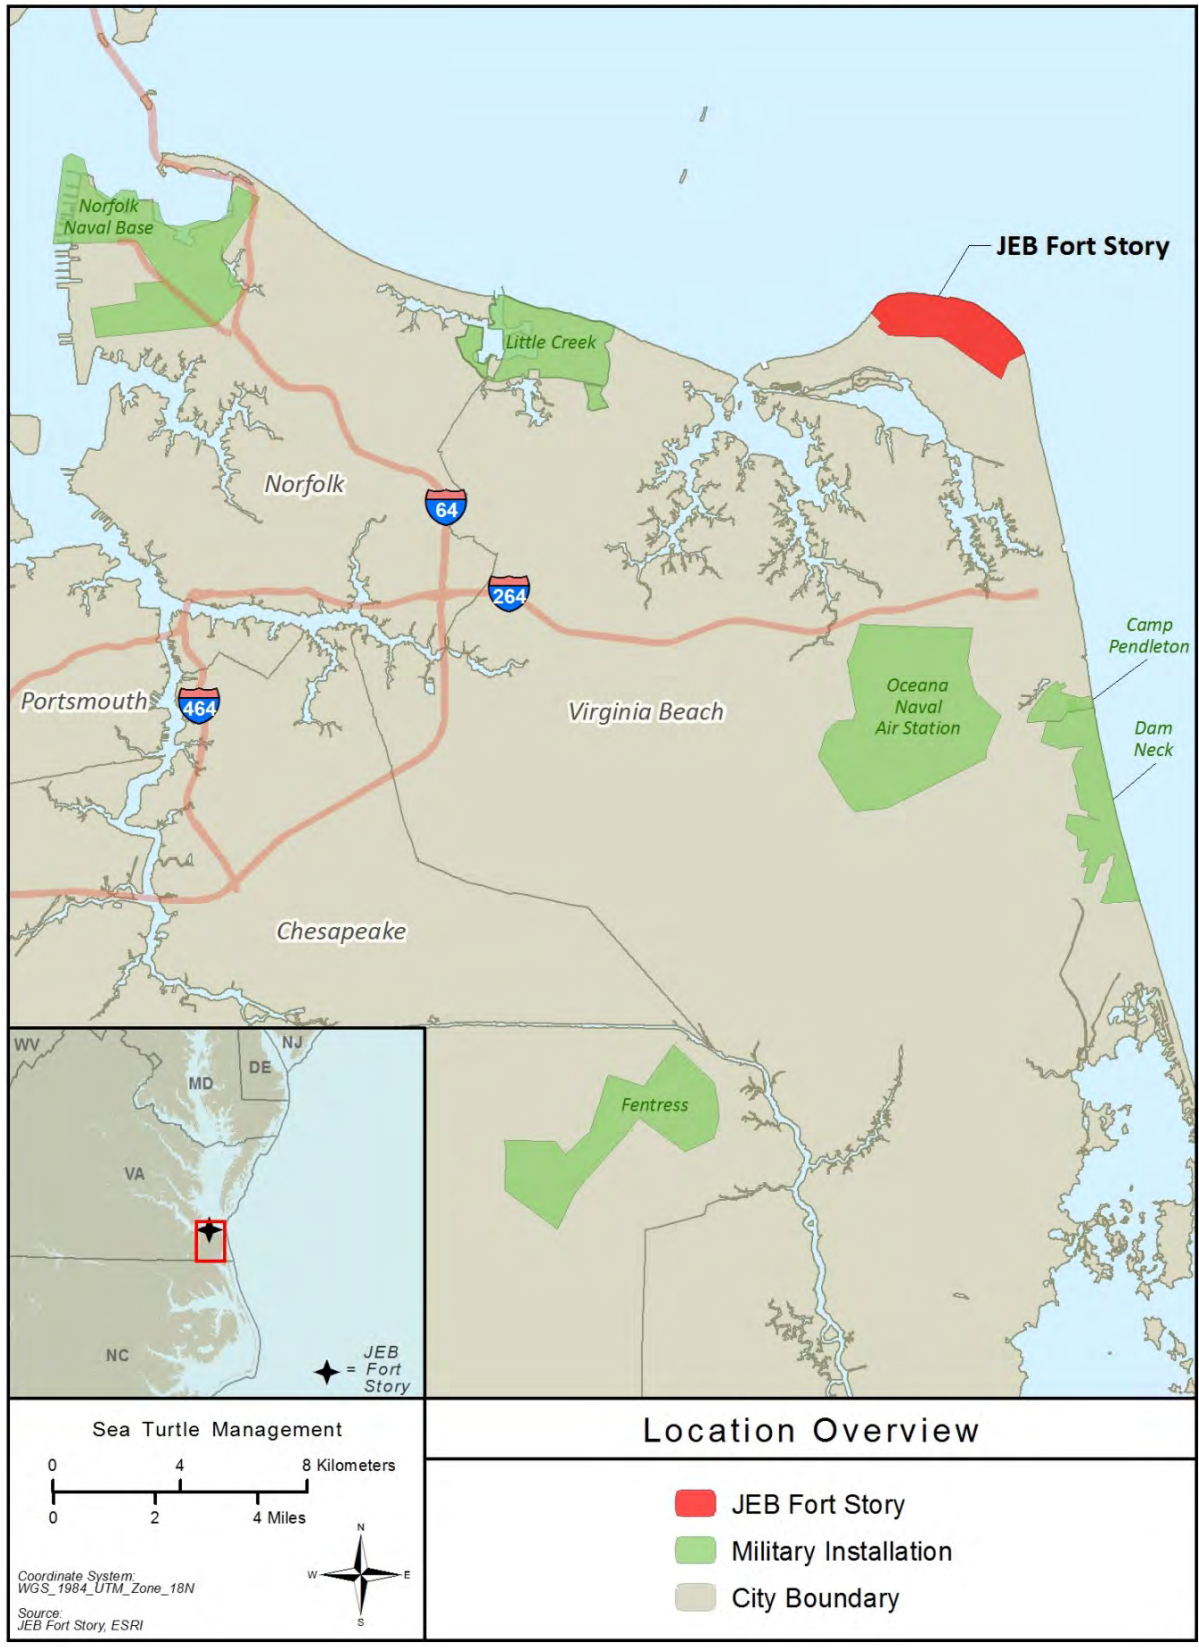 Norfolk
Naval Base
JEB Fort Story
Little Creek
Norfolk
64
264
Camp
Pendleton
Portsmouth
464
Virginia Beach
Oceana
Naval
Air Station
Dam
Neck
Chesapeake
Fentress
WV
NJ
DE
MD
VA
NC
= JEB
Fort
Story
Sea Turtle Management
0 4 8 Kilometers
0 2 4 Miles
N
W E
S
Coordinate System:
WGS_1984_UTM_Zone_18N
Source:
JEB Fort Story, ESRI
Location Overview
JEB Fort Story
Military Installation
City Boundary